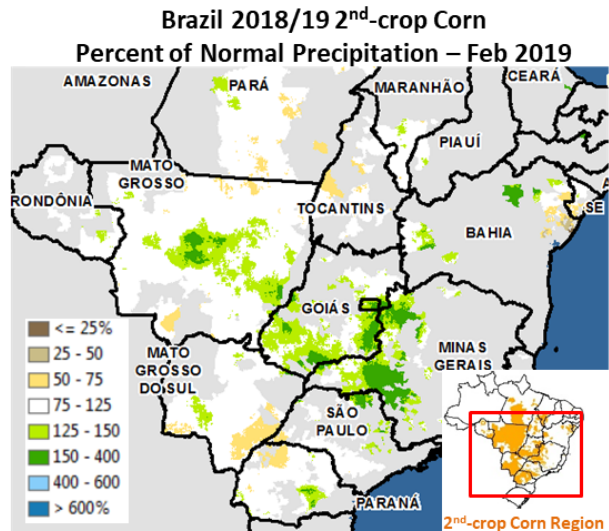 Brazil 2018/19 2nd-crop Corn
Percent of Normal Precipitation – Feb 2019
AMAZONAS
PARÁ
MARANHÃO
CEARÁ
PIAUÍ
MATO
GROSSO
RONDÔNIA
TOCANTINS
SE
BAHIA
GOIÁS
<= 25%
25 - 50
50 - 75
75 - 125
125 - 150
150 - 400
400 - 600
> 600%
MATO
GROSSO
DO SUL
MINAS
GERAIS
SÃO
PAULO
PARANÁ
2nd-crop Corn Region